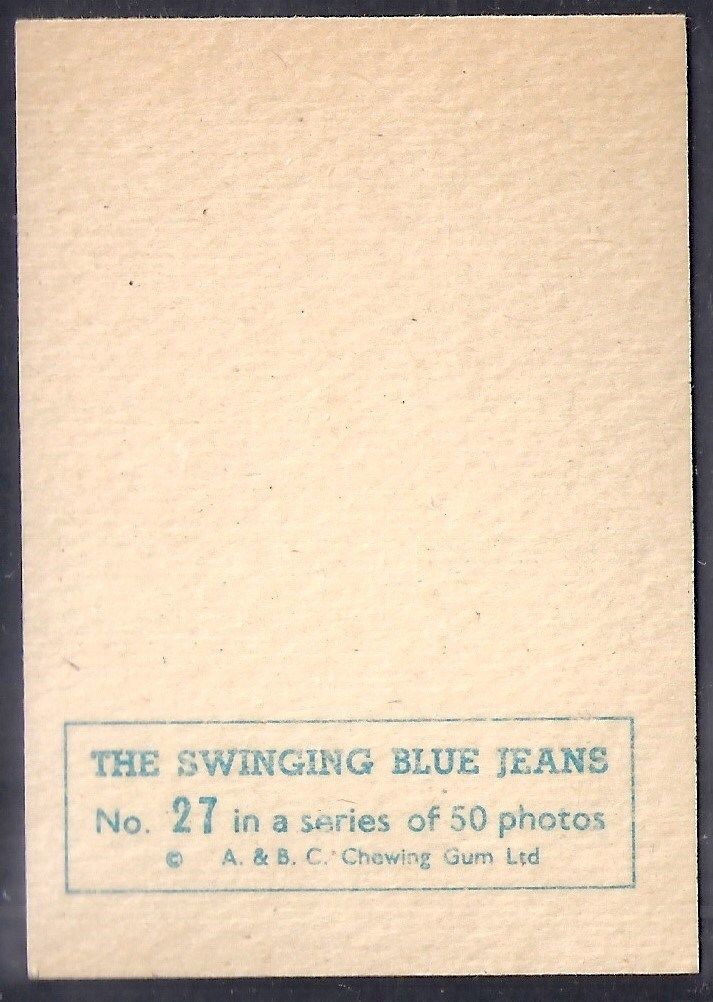 THE SWINGING BLUE JEANS
No. 27 in a series of 50 photos
© A. & B. C. Chewing Gum Ltd